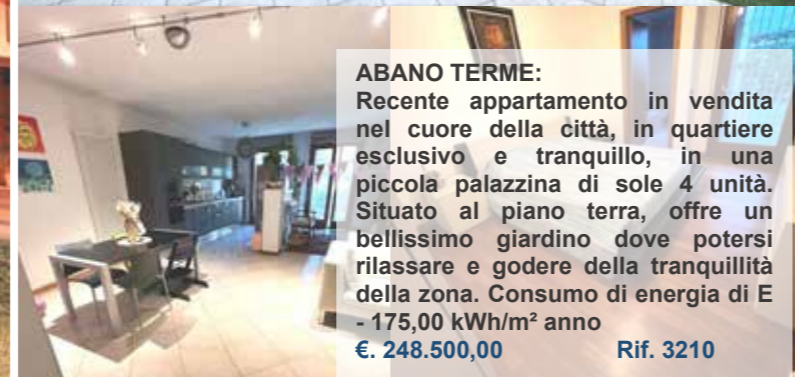 ABANO TERME:
Recente appartamento in vendita
nel cuore della città, in quartiere
esclusivo e tranquillo, in una
piccola palazzina di sole 4 unità.
Situato al piano terra, offre un
bellissimo giardino dove potersi
rilassare e godere della tranquillità
della zona. Consumo di energia di E
- 175,00 kWh/m² anno
€. 248.500,00 Rif. 3210